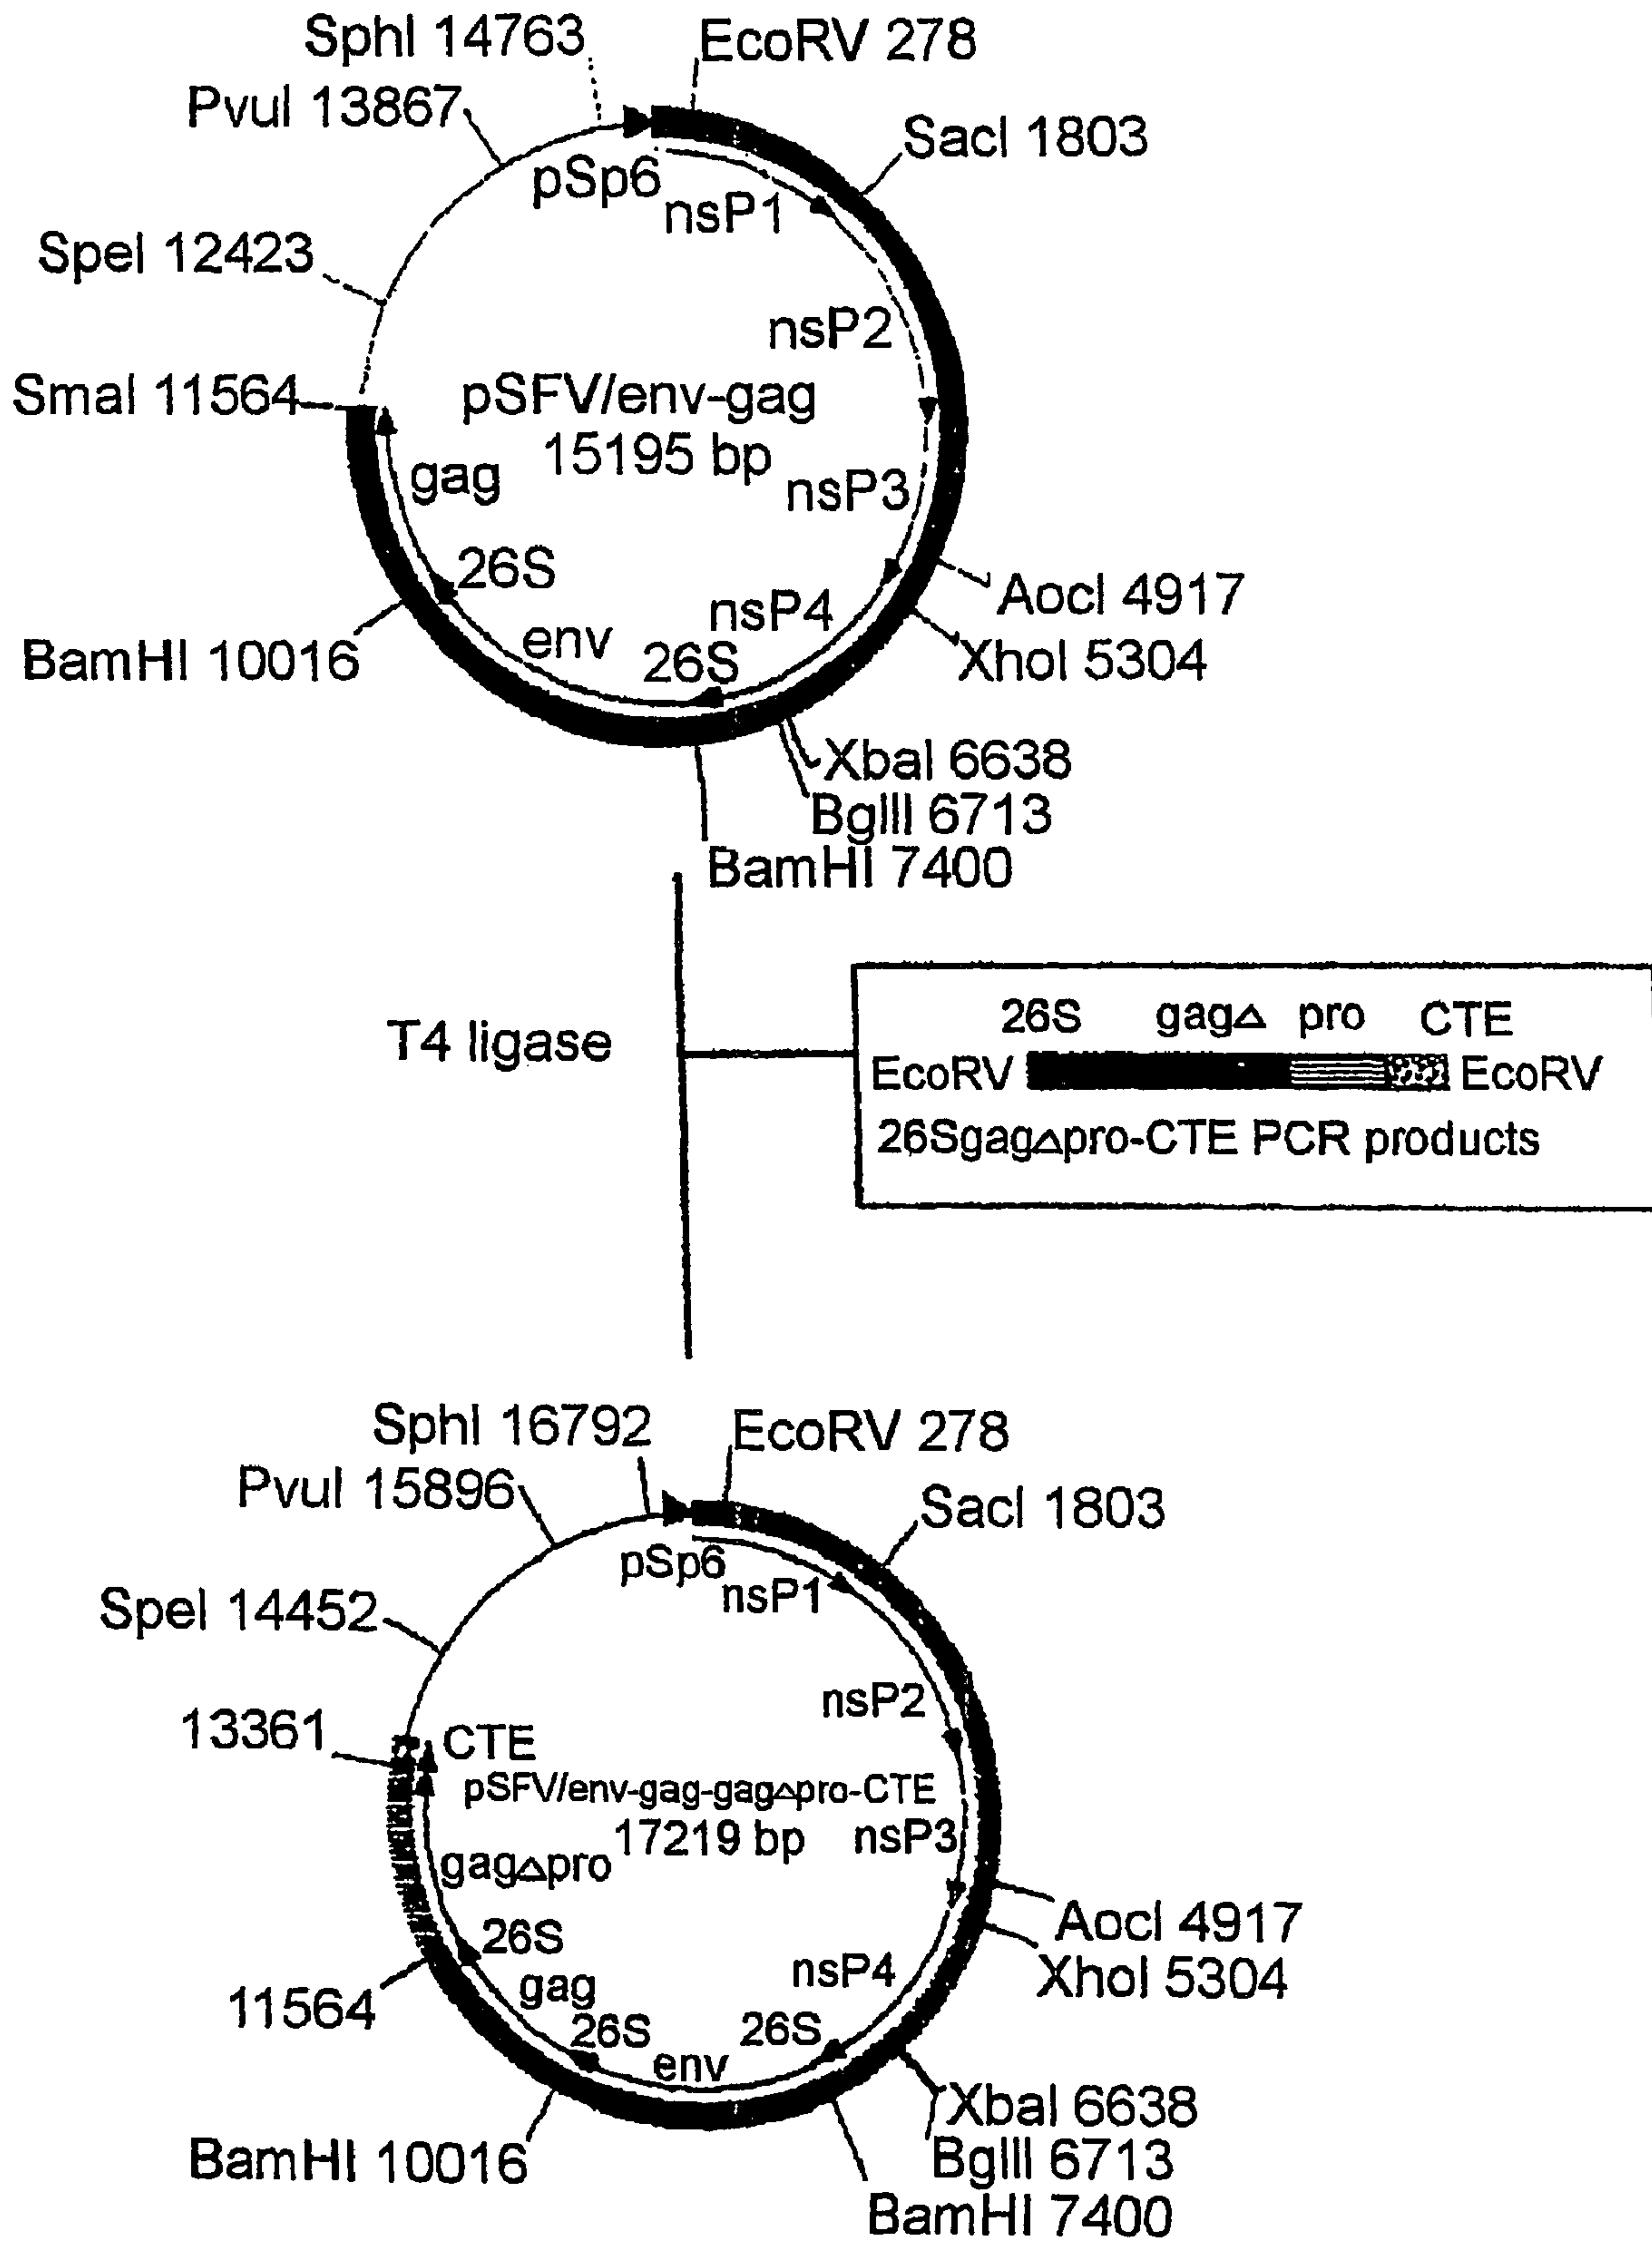 SphI 14763
EcoRV 278
PvuI 13867
SacI 1803
pSp6
nsP1
SpeI 12423
nsP2
SmaI 11564
pSFV/env-gag
15195 bp
gag
nsP3
26S
AocI 4917
nsP4
env
26S
BamHI 10016
XhoI 5304
XbaI 6638
BglII 6713
BamHI 7400
T4 ligase
26S gag△ pro CTE
EcoRV EcoRV
26Sgag△pro-CTE PCR products
SphI 16792
EcoRV 278
PvuI 15896
SacI 1803
pSp6
nsP1
SpeI 14452
nsP2
13361
CTE
pSFV/env-gag-gag△pro-CTE
17219 bp
nsP3
gag△pro
AocI 4917
26S
nsP4
XhoI 5304
gag
11564
26S
26S
env
XbaI 6638
BamHI 10016
BglII 6713
BamHI 7400